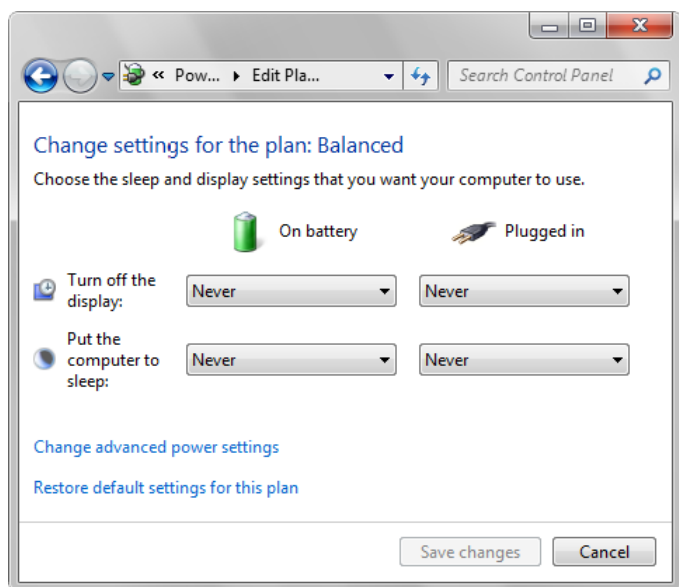 « Pow... Edit Pla... Search Control Panel
Change settings for the plan: Balanced
Choose the sleep and display settings that you want your computer to use.
On battery Plugged in
Turn off the
display:
Never Never
Put the
computer to
sleep:
Never Never
Change advanced power settings
Restore default settings for this plan
Save changes Cancel